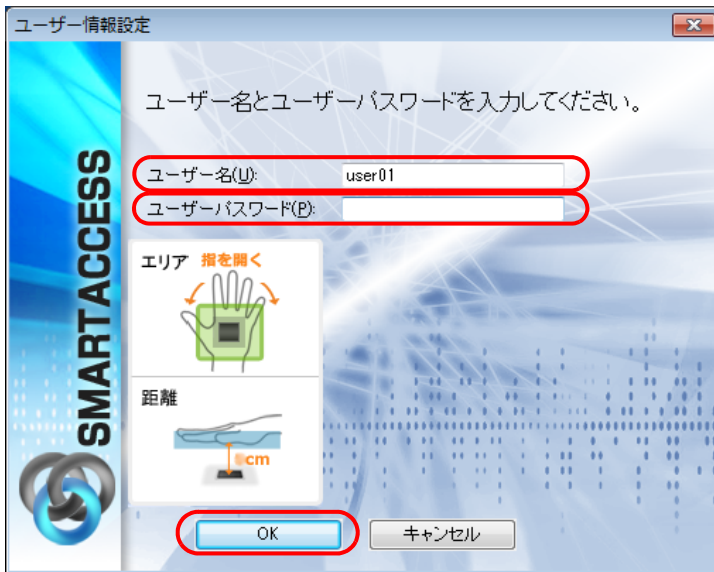 ユーザー情報設定
ユーザー名とユーザーパスワードを入力してください。
ユーザー名(U): user01
ユーザーパスワード(P):
SMARTACCESS
エリア 指を開く
距離
cm
OK キャンセル